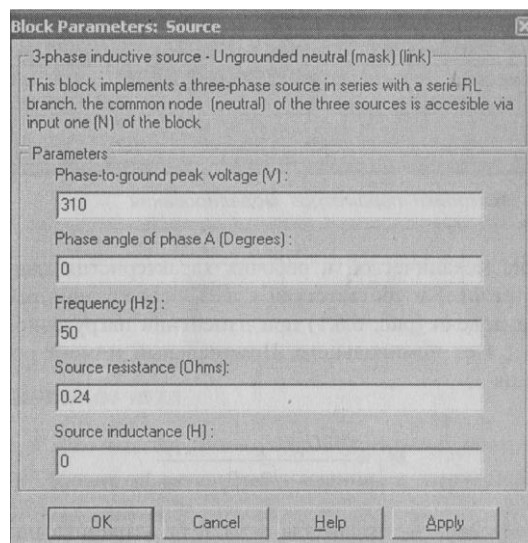 Block Parameters: Source
3-phase inductive source - Ungrounded neutral (mask) (link)
This block implements a three-phase source in series with a serie RL
branch. the common node (neutral) of the three sources is accesible via
input one (N) of the block
Parameters
Phase-to-ground peak voltage (V) :
310
Phase angle of phase A (Degrees) :
0
Frequency (Hz) :
50
Source resistance (Ohms):
0.24
Source inductance (H) :
0
OK Cancel Help Apply